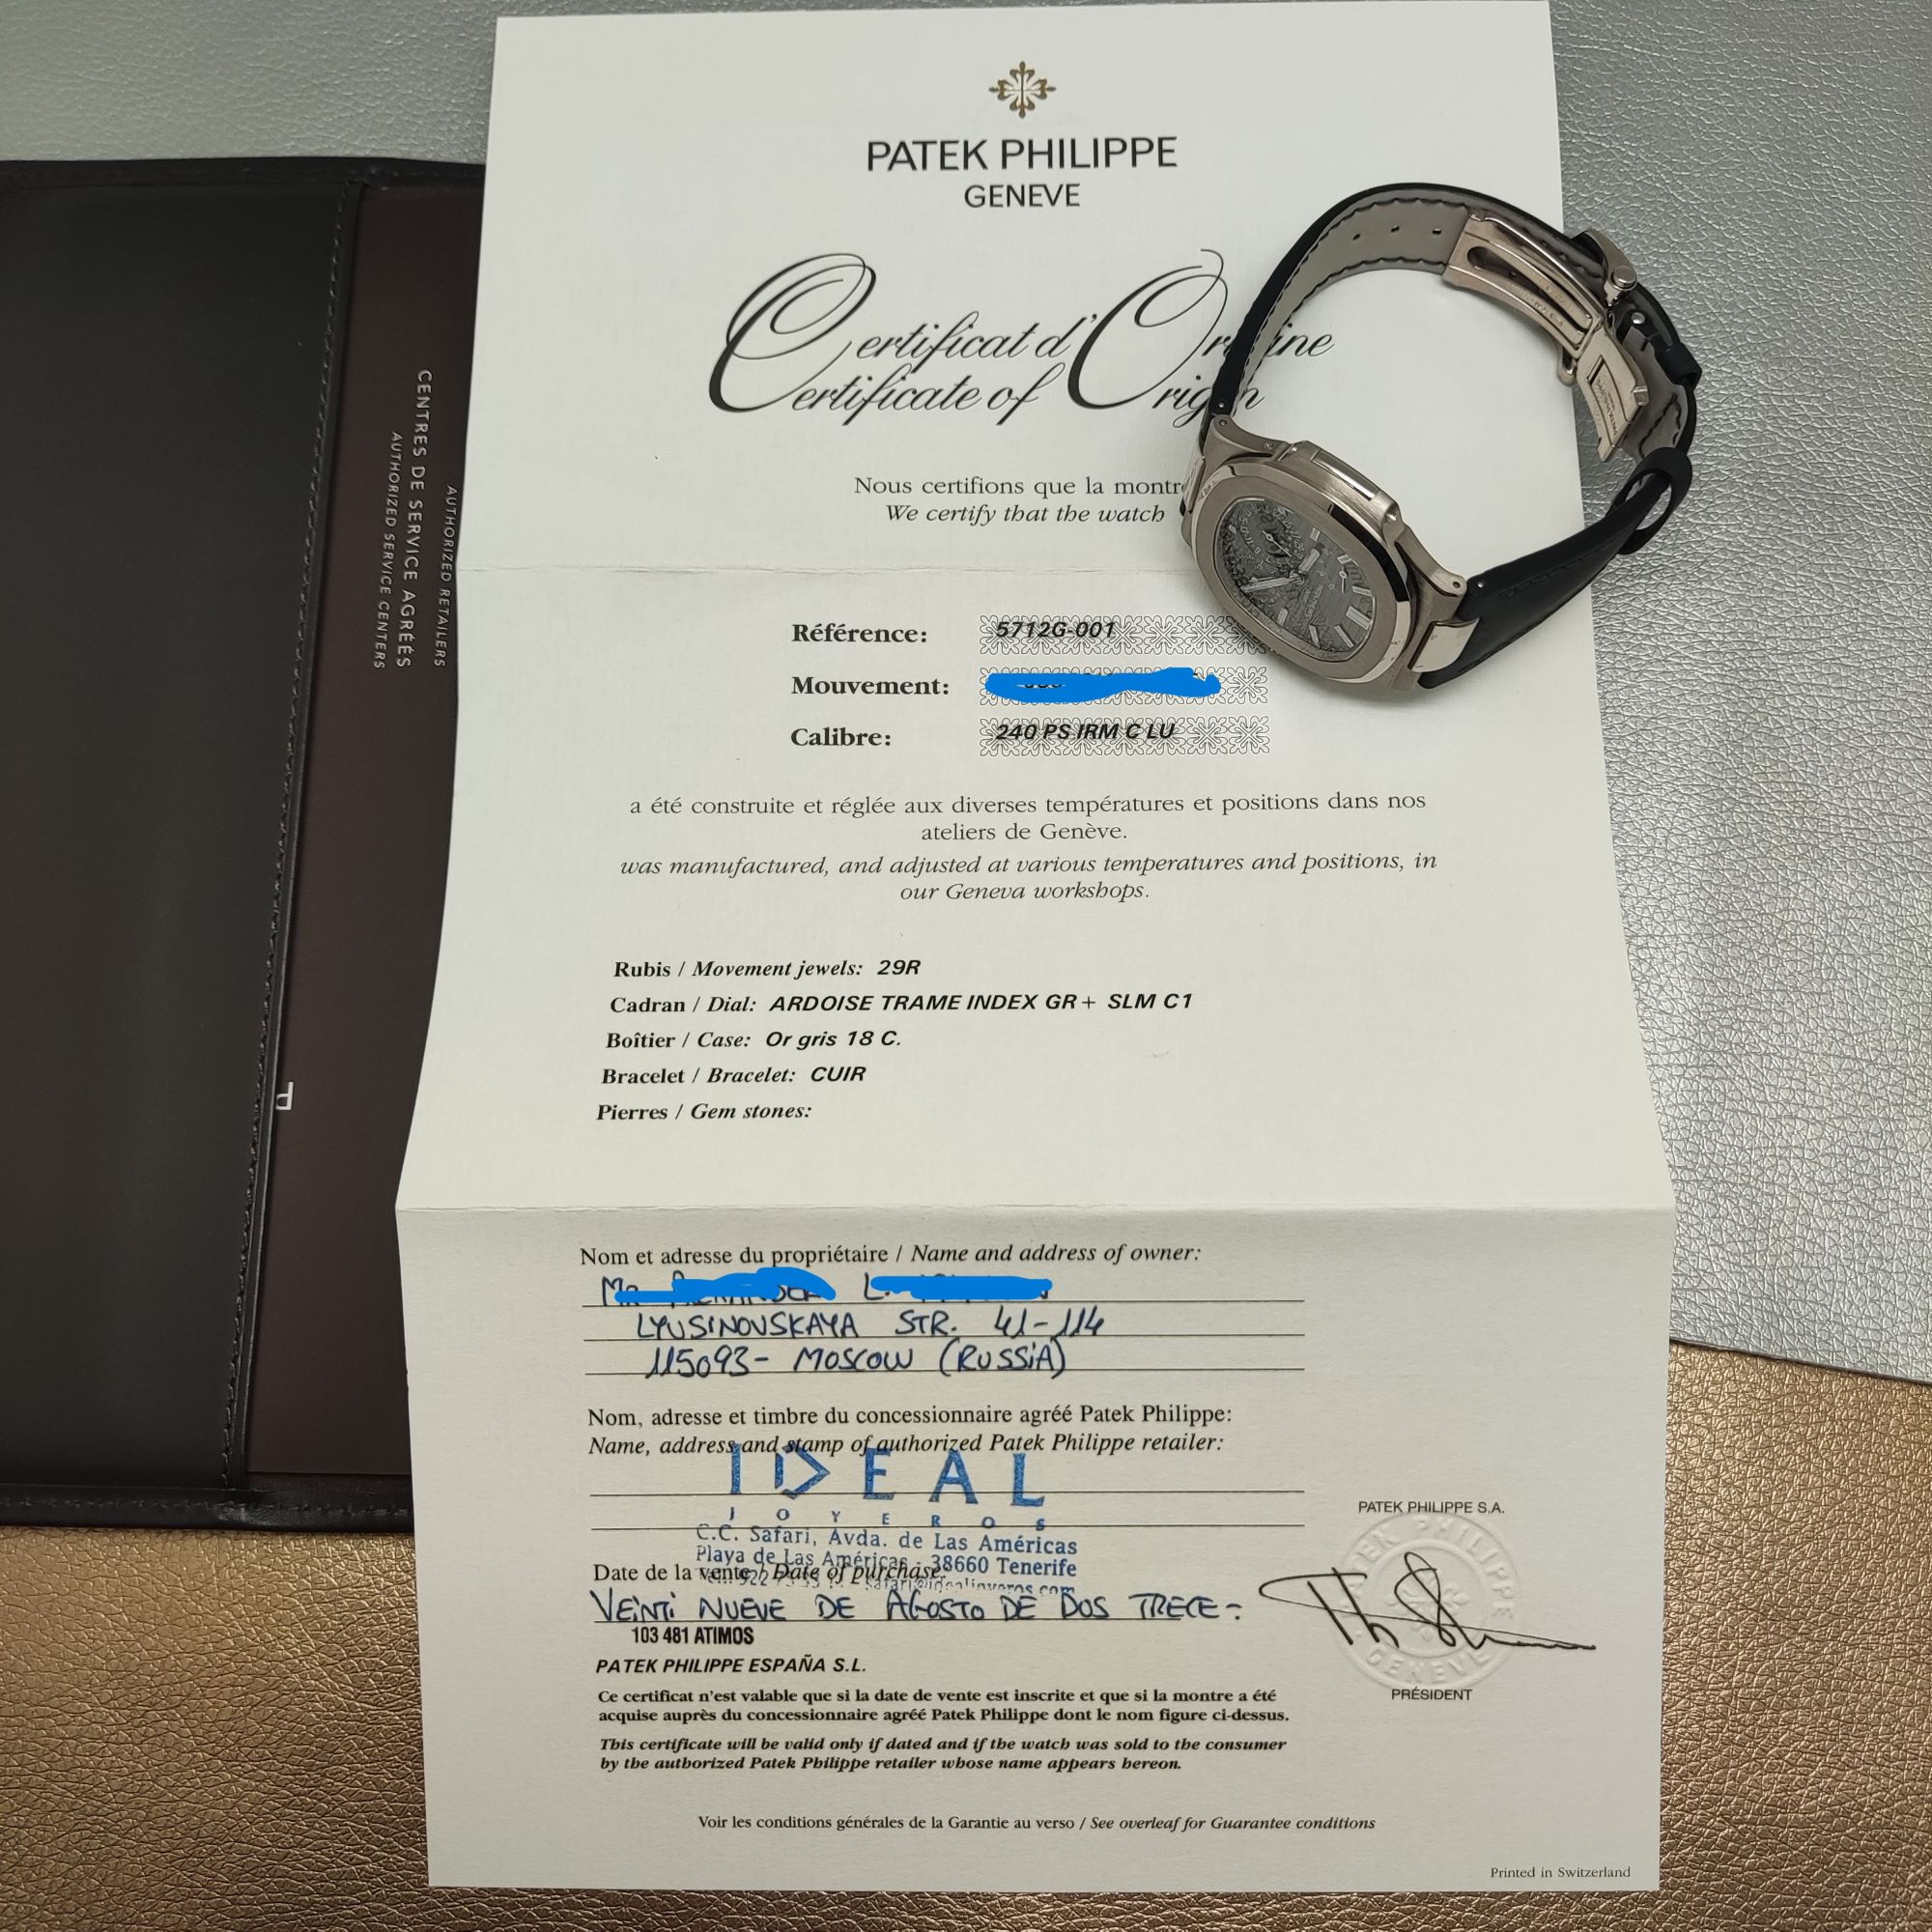 PATEK PHILIPPE
GENEVE
Certificat d'Origine
Certificate of Origin
Nous certifions que la montre
We certify that the watch
Référence: 5712G-001
Mouvement:
Calibre: 240 PS IRM C LU
a été construite et réglée aux diverses températures et positions dans nos
ateliers de Genève.
was manufactured, and adjusted at various temperatures and positions, in
our Geneva workshops.
Rubis / Movement jewels: 29R
Cadran / Dial: ARDOISE TRAME INDEX GR+ SLM C1
Boîtier / Case: Or gris 18 C.
Bracelet / Bracelet: CUIR
Pierres / Gem stones:
Nom et adresse du propriétaire / Name and address of owner:
LYUSINOVSKAYA STR. 41-114
115093- MOSCOW (RUSSIA)
Nom, adresse et timbre du concessionnaire agréé Patek Philippe:
Name, address and stamp of authorized Patek Philippe retailer:
IDEAL
JOYEROS
C.C. Safari, Avda. de Las Américas
Playa de Las Américas - 38660 Tenerife
Date de la vente / Date of purchase:
VEINTI NUEVE DE AGOSTO DE DOS TRECE-
103 481 ATIMOS
PATEK PHILIPPE ESPAÑA S.L.
Ce certificat n'est valable que si la date de vente est inscrite et que si la montre a été
acquise auprès du concessionnaire agréé Patek Philippe dont le nom figure ci-dessus.
This certificate will be valid only if dated and if the watch was sold to the consumer
by the authorized Patek Philippe retailer whose name appears hereon.
PATEK PHILIPPE S.A.
PATEK PHILIPPE
GENEVE
PRÉSIDENT
Voir les conditions générales de la Garantie au verso / See overleaf for Guarantee conditions
Printed in Switzerland
AUTHORIZED RETAILERS
CENTRES DE SERVICE AGRÉÉS
AUTHORIZED SERVICE CENTERS
P